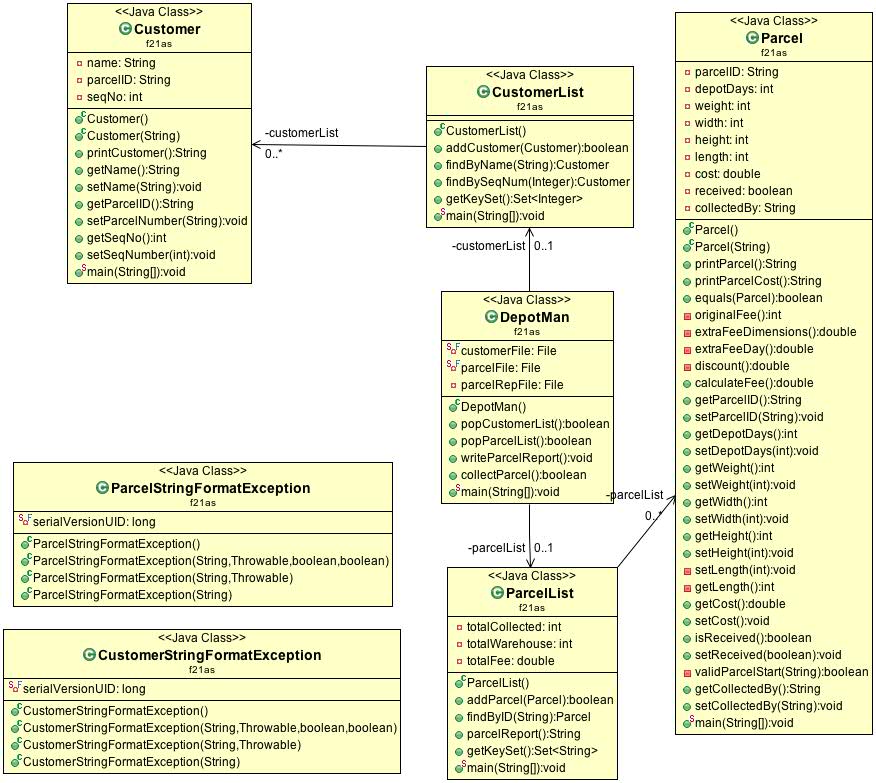 <<Java Class>>
Customer
f21as
name: String
parcelID: String
seqNo: int
Customer()
Customer(String)
printCustomer():String
getName():String
setName(String):void
getParcelID():String
setParcelNumber(String):void
getSeqNo():int
setSeqNumber(int):void
main(String[]):void
-customerList
0..*
<<Java Class>>
CustomerList
f21as
CustomerList()
addCustomer(Customer):boolean
findByName(String):Customer
findBySeqNum(Integer):Customer
getKeySet():Set<Integer>
main(String[]):void
-customerList 0..1
<<Java Class>>
DepotMan
f21as
customerFile: File
parcelFile: File
parcelRepFile: File
DepotMan()
popCustomerList():boolean
popParcelList():boolean
writeParcelReport():void
collectParcel():boolean
main(String[]):void
-parcelList 0..1
-parcelList
0..*
<<Java Class>>
ParcelList
f21as
totalCollected: int
totalWarehouse: int
totalFee: double
ParcelList()
addParcel(Parcel):boolean
findByID(String):Parcel
parcelReport():String
getKeySet():Set<String>
main(String[]):void
<<Java Class>>
Parcel
f21as
parcelID: String
depotDays: int
weight: int
width: int
height: int
length: int
cost: double
received: boolean
collectedBy: String
Parcel()
Parcel(String)
printParcel():String
printParcelCost():String
equals(Parcel):boolean
originalFee():int
extraFeeDimensions():double
extraFeeDay():double
discount():double
calculateFee():double
getParcelID():String
setParcelID(String):void
getDepotDays():int
setDepotDays(int):void
getWeight():int
setWeight(int):void
getWidth():int
setWidth(int):void
getHeight():int
setHeight(int):void
setLength(int):void
getLength():int
getCost():double
setCost():void
isReceived():boolean
setReceived(boolean):void
validParcelStart(String):boolean
getCollectedBy():String
setCollectedBy(String):void
main(String[]):void
<<Java Class>>
ParcelStringFormatException
f21as
serialVersionUID: long
ParcelStringFormatException()
ParcelStringFormatException(String,Throwable,boolean,boolean)
ParcelStringFormatException(String,Throwable)
ParcelStringFormatException(String)
<<Java Class>>
CustomerStringFormatException
f21as
serialVersionUID: long
CustomerStringFormatException()
CustomerStringFormatException(String,Throwable,boolean,boolean)
CustomerStringFormatException(String,Throwable)
CustomerStringFormatException(String)